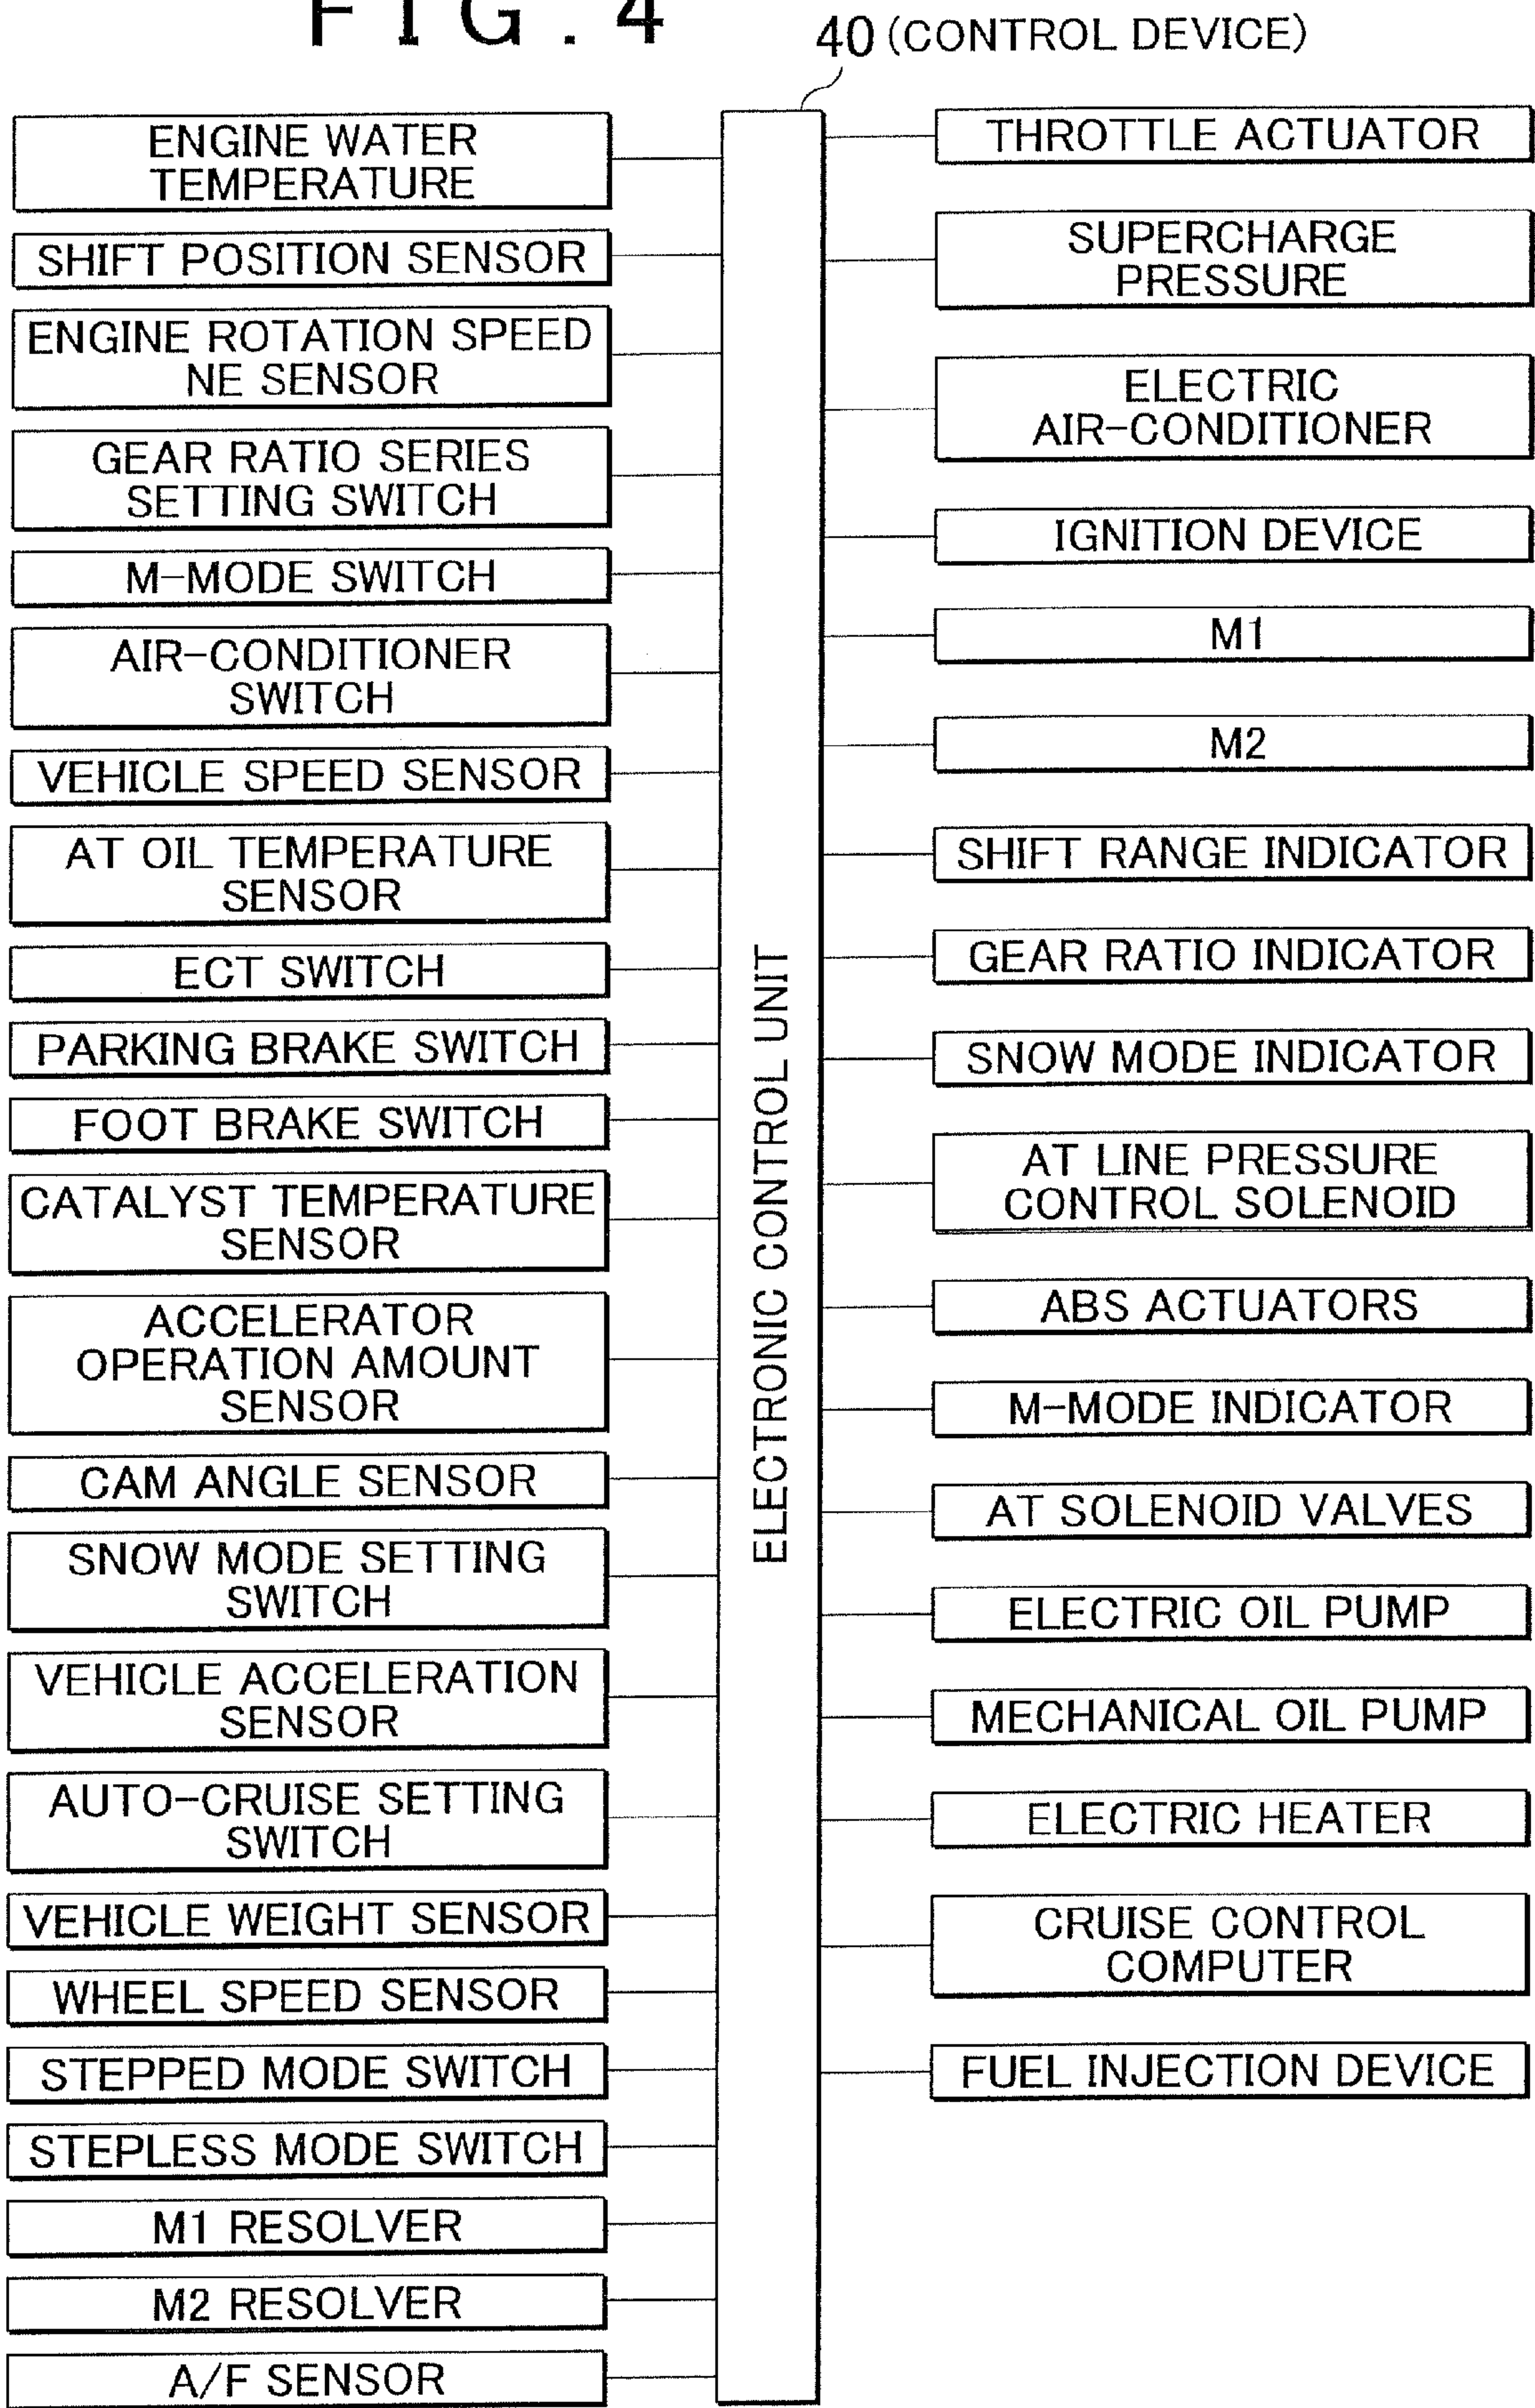 FIG. 4
40 (CONTROL DEVICE)
ENGINE WATER
TEMPERATURE
SHIFT POSITION SENSOR
ENGINE ROTATION SPEED
NE SENSOR
GEAR RATIO SERIES
SETTING SWITCH
M-MODE SWITCH
AIR-CONDITIONER
SWITCH
VEHICLE SPEED SENSOR
AT OIL TEMPERATURE
SENSOR
ECT SWITCH
PARKING BRAKE SWITCH
FOOT BRAKE SWITCH
CATALYST TEMPERATURE
SENSOR
ACCELERATOR
OPERATION AMOUNT
SENSOR
CAM ANGLE SENSOR
SNOW MODE SETTING
SWITCH
VEHICLE ACCELERATION
SENSOR
AUTO-CRUISE SETTING
SWITCH
VEHICLE WEIGHT SENSOR
WHEEL SPEED SENSOR
STEPPED MODE SWITCH
STEPLESS MODE SWITCH
M1 RESOLVER
M2 RESOLVER
A/F SENSOR
ELECTRONIC CONTROL UNIT
THROTTLE ACTUATOR
SUPERCHARGE
PRESSURE
ELECTRIC
AIR-CONDITIONER
IGNITION DEVICE
M1
M2
SHIFT RANGE INDICATOR
GEAR RATIO INDICATOR
SNOW MODE INDICATOR
AT LINE PRESSURE
CONTROL SOLENOID
ABS ACTUATORS
M-MODE INDICATOR
AT SOLENOID VALVES
ELECTRIC OIL PUMP
MECHANICAL OIL PUMP
ELECTRIC HEATER
CRUISE CONTROL
COMPUTER
FUEL INJECTION DEVICE